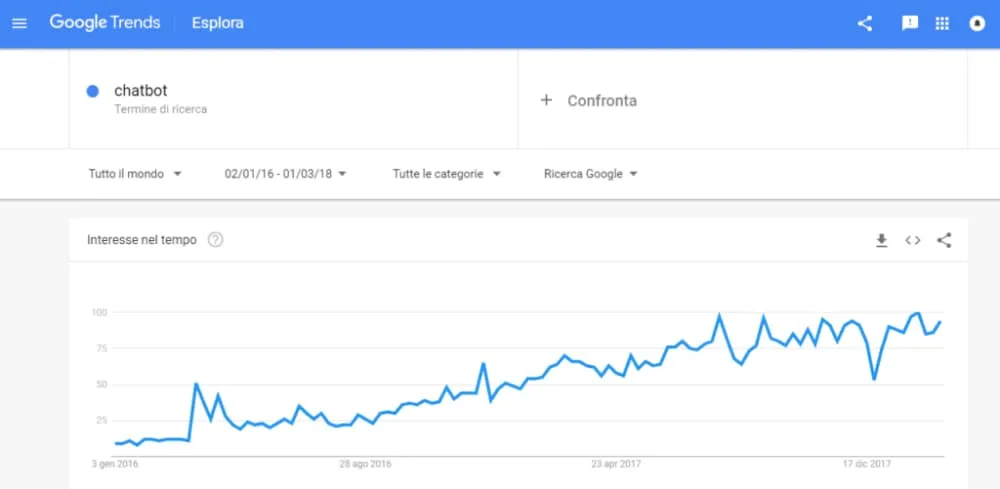 Google Trends Esplora
chatbot
Termine di ricerca
+ Confronta
Tutto il mondo 02/01/16 - 01/03/18 Tutte le categorie Ricerca Google
Interesse nel tempo ?
100
75
50
25
3 gen 2016 28 ago 2016 23 apr 2017 17 dic 2017